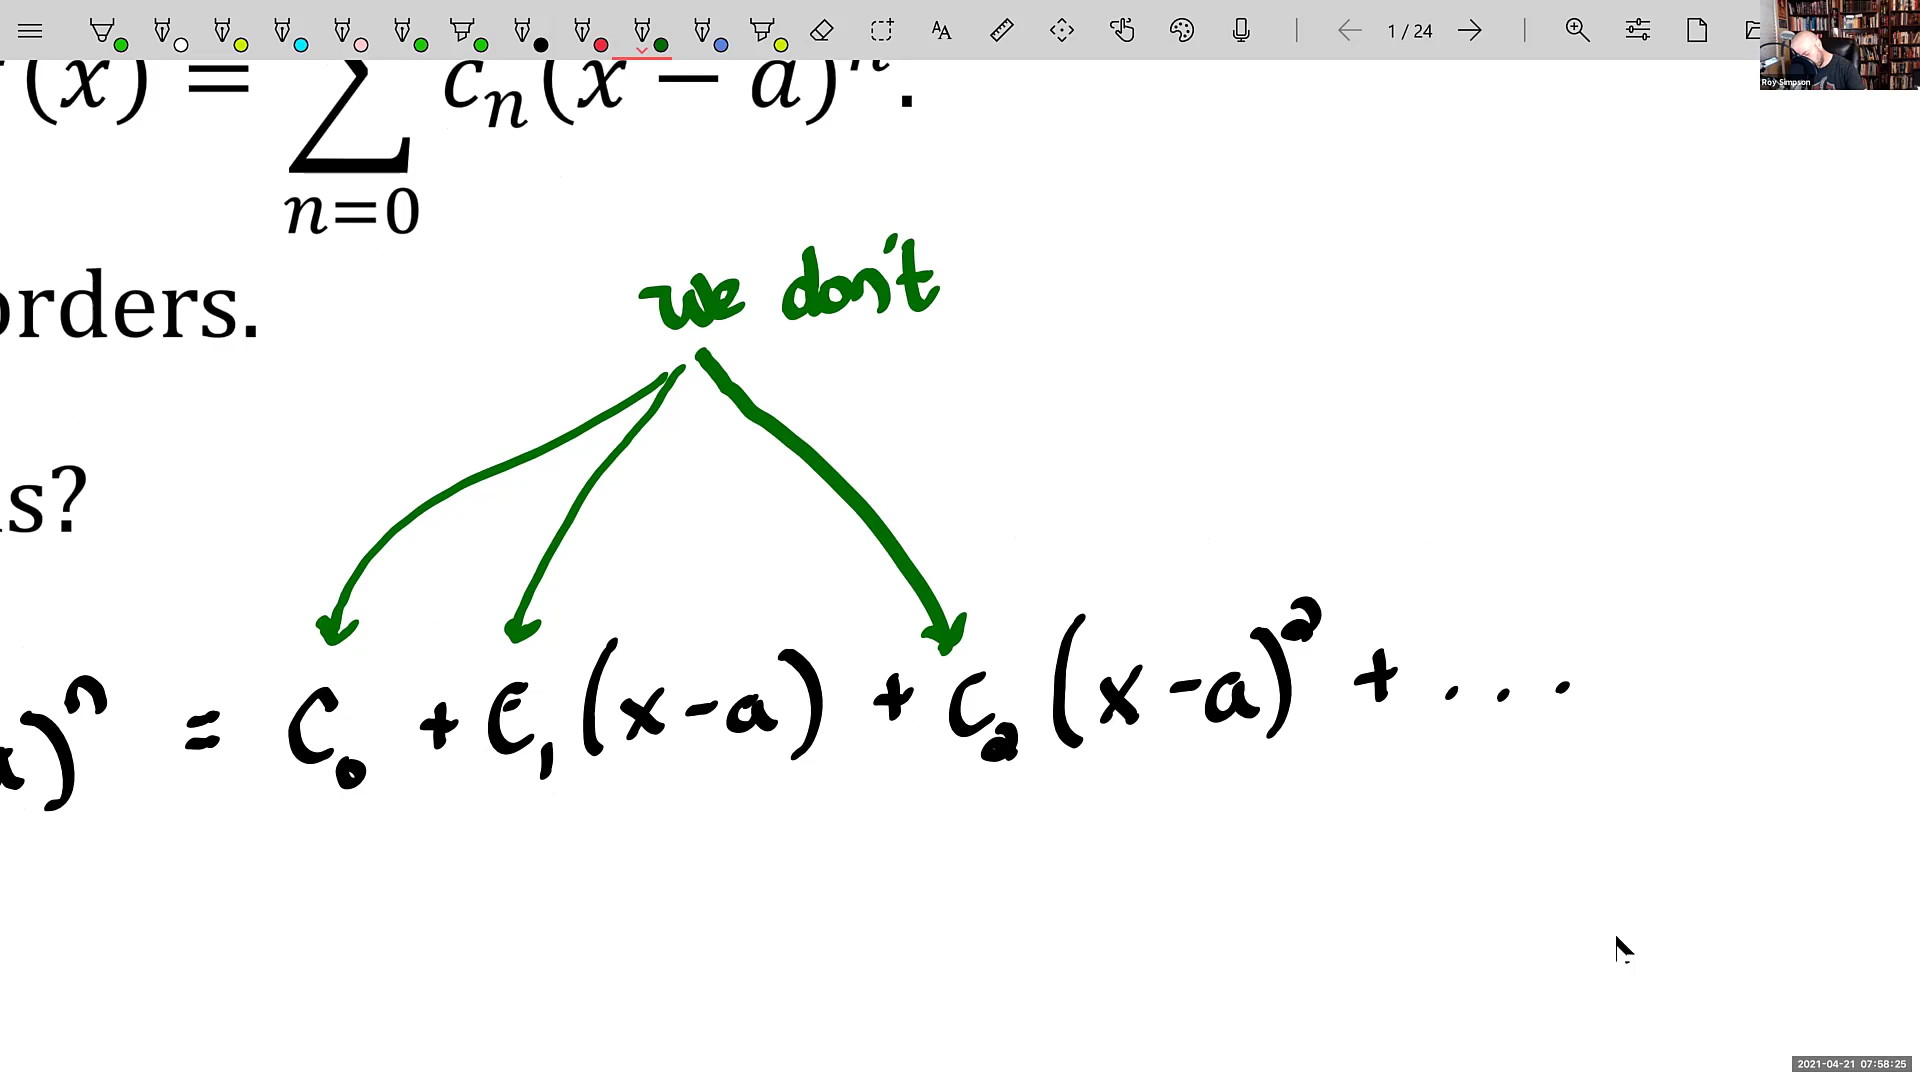 1 / 24
Roy Simpson
(x) = ∑ cₙ(x − a)ⁿ.
n=0
we don't
orders.
s?
)ⁿ = C₀ + C₁(x-a) + C₂(x-a)² + . . .
2021-04-21 07:58:25